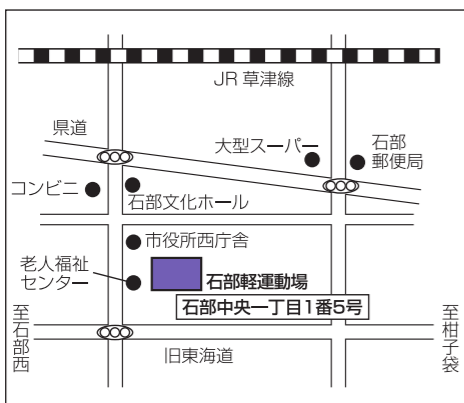 JR草津線
県道
大型スーパー
石部
郵便局
コンビニ
石部文化ホール
市役所西庁舎
老人福祉
センター
石部軽運動場
石部中央一丁目1番5号
至石部西
旧東海道
至柑子袋